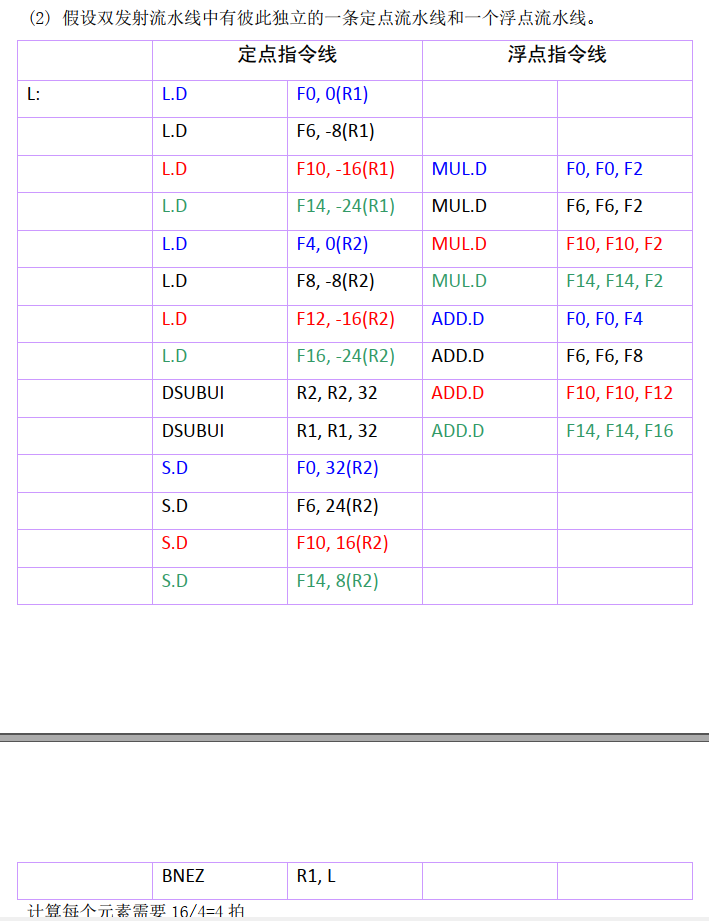 (2) 假设双发射流水线中有彼此独立的一条定点流水线和一个浮点流水线。
定点指令线 浮点指令线
L: L.D F0, 0(R1)
L.D F6, -8(R1)
L.D F10, -16(R1) MUL.D F0, F0, F2
L.D F14, -24(R1) MUL.D F6, F6, F2
L.D F4, 0(R2) MUL.D F10, F10, F2
L.D F8, -8(R2) MUL.D F14, F14, F2
L.D F12, -16(R2) ADD.D F0, F0, F4
L.D F16, -24(R2) ADD.D F6, F6, F8
DSUBUI R2, R2, 32 ADD.D F10, F10, F12
DSUBUI R1, R1, 32 ADD.D F14, F14, F16
S.D F0, 32(R2)
S.D F6, 24(R2)
S.D F10, 16(R2)
S.D F14, 8(R2)
BNEZ R1, L
计算每个元素需要 16/4=4 拍